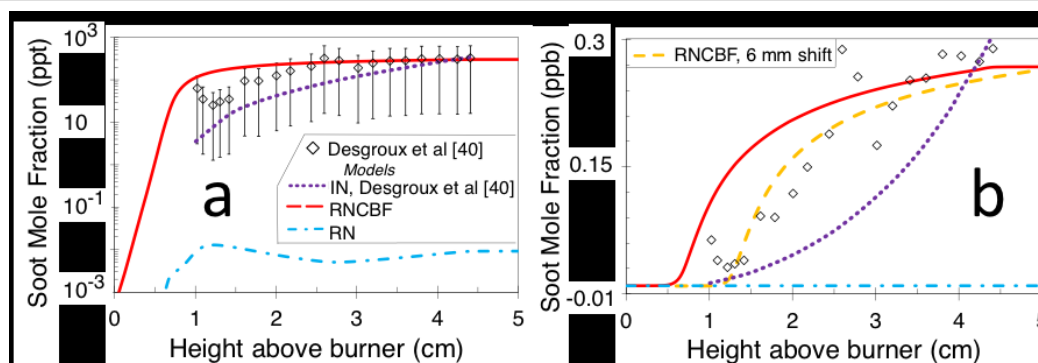 Soot Mole Fraction (ppt)
10³
10
10⁻¹
10⁻³
a
Desgroux et al [40]
Models
IN, Desgroux et al [40]
RNCBF
RN
0 1 2 3 4 5
Height above burner (cm)
Soot Mole Fraction (ppb)
0.3
0.15
-0.01
RNCBF, 6 mm shift
b
0 1 2 3 4 5
Height above burner (cm)